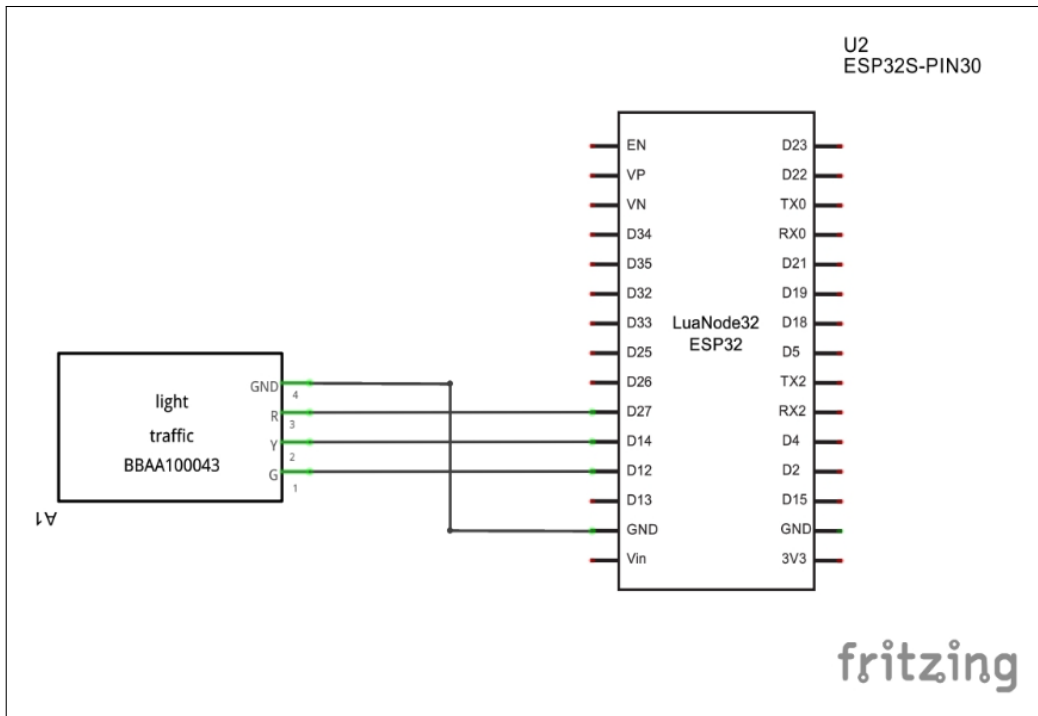 U2
ESP32S-PIN30
EN
VP
VN
D34
D35
D32
D33
D25
D26
D27
D14
D12
D13
GND
Vin
LuaNode32
ESP32
D23
D22
TX0
RX0
D21
D19
D18
D5
TX2
RX2
D4
D2
D15
GND
3V3
light
traffic
BBAA100043
GND
4
R
3
Y
2
G
1
A1
fritzing